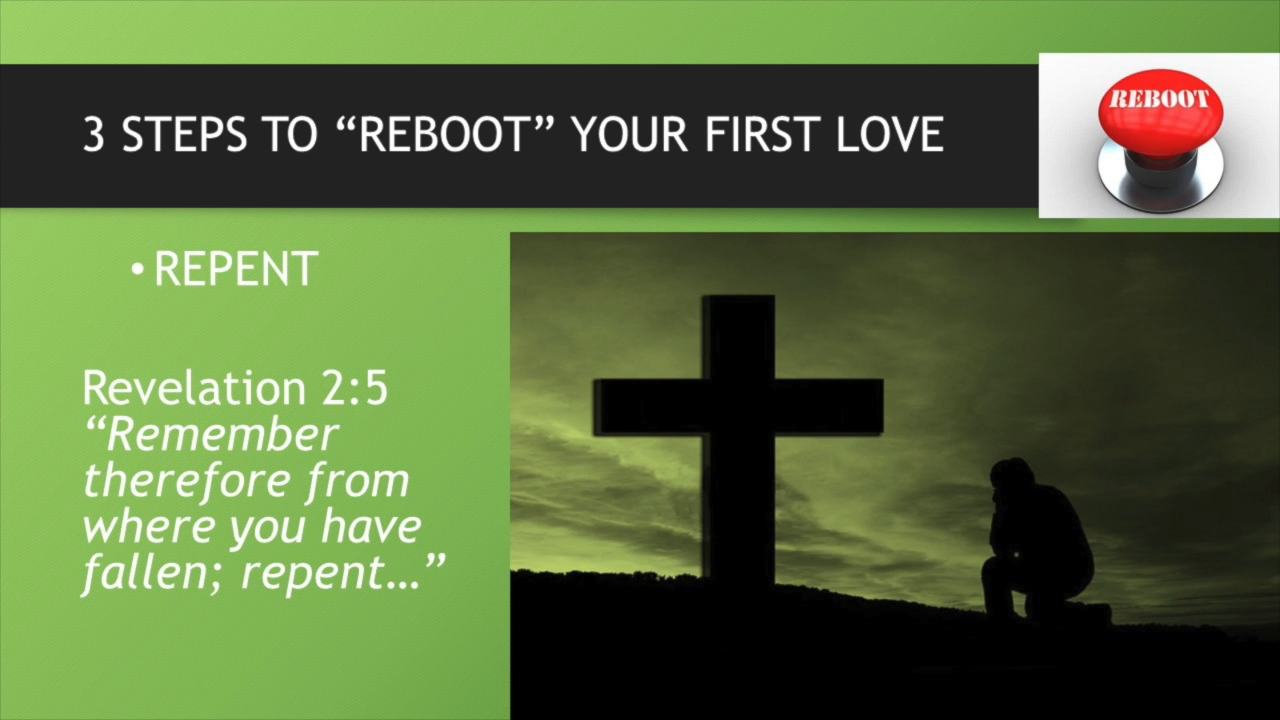 3 STEPS TO “REBOOT” YOUR FIRST LOVE
REBOOT
• REPENT
Revelation 2:5
“Remember
therefore from
where you have
fallen; repent…”